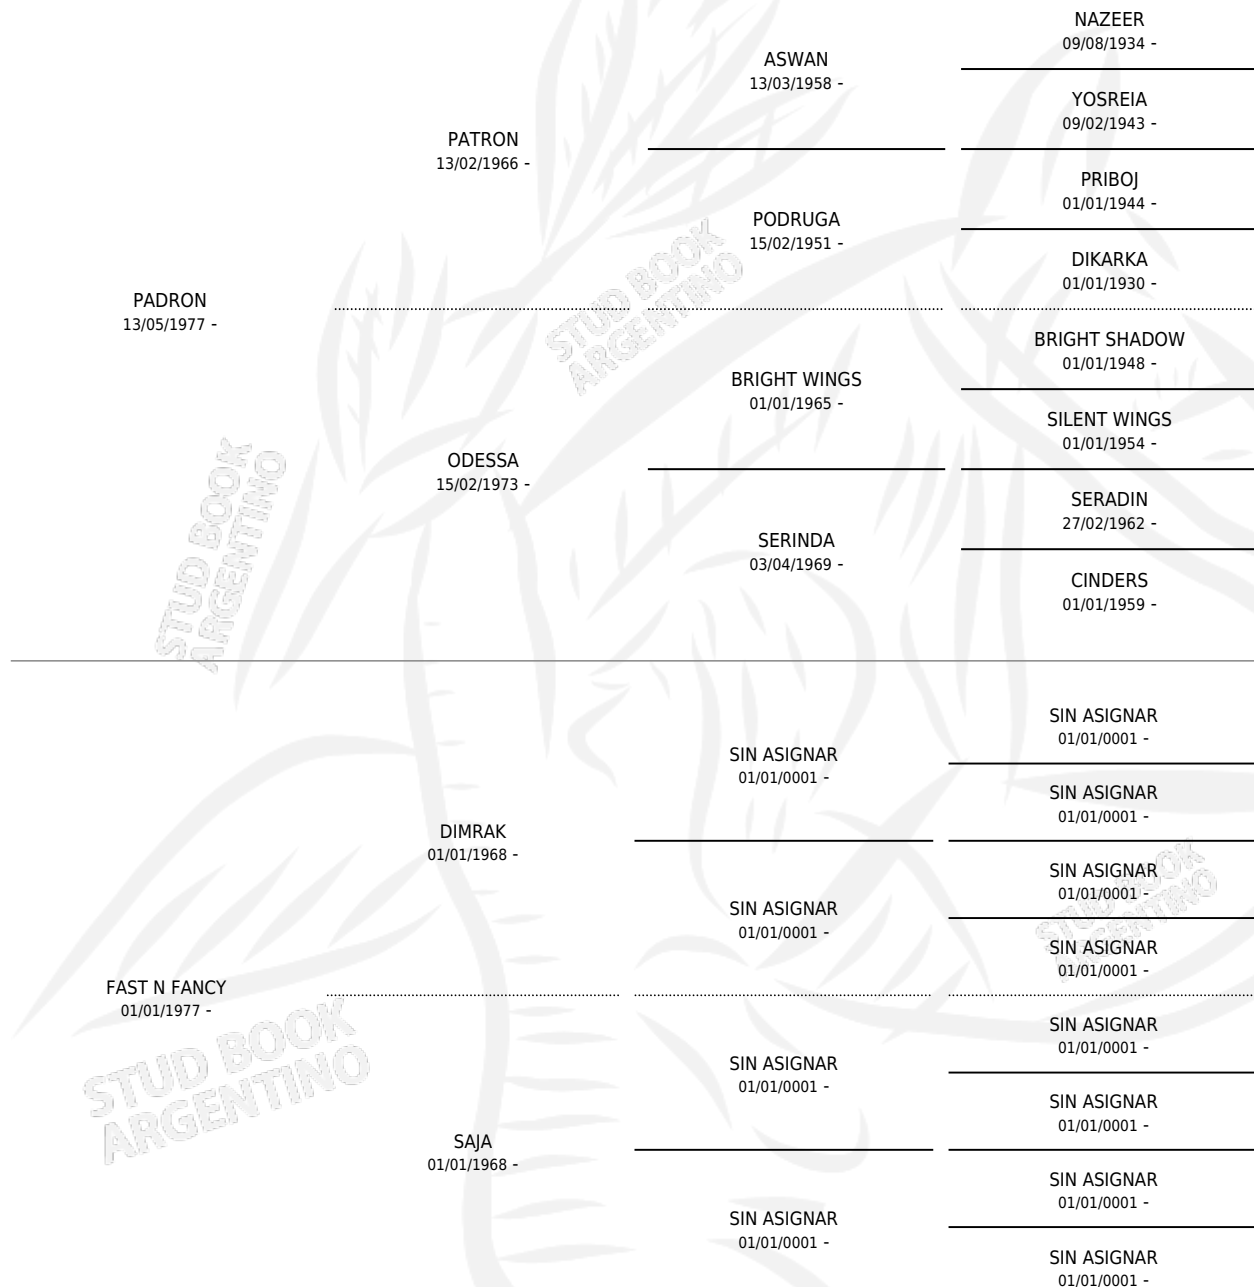 NAZEER
09/08/1934 -
ASWAN
13/03/1958 -
YOSREIA
09/02/1943 -
PATRON
13/02/1966 -
PRIBOJ
01/01/1944 -
PODRUGA
15/02/1951 -
DIKARKA
01/01/1930 -
PADRON
13/05/1977 -
BRIGHT SHADOW
01/01/1948 -
BRIGHT WINGS
01/01/1965 -
SILENT WINGS
01/01/1954 -
ODESSA
15/02/1973 -
SERADIN
27/02/1962 -
SERINDA
03/04/1969 -
CINDERS
01/01/1959 -
SIN ASIGNAR
01/01/0001 -
SIN ASIGNAR
01/01/0001 -
SIN ASIGNAR
01/01/0001 -
DIMRAK
01/01/1968 -
SIN ASIGNAR
01/01/0001 -
SIN ASIGNAR
01/01/0001 -
SIN ASIGNAR
01/01/0001 -
FAST N FANCY
01/01/1977 -
SIN ASIGNAR
01/01/0001 -
SIN ASIGNAR
01/01/0001 -
SIN ASIGNAR
01/01/0001 -
SAJA
01/01/1968 -
SIN ASIGNAR
01/01/0001 -
SIN ASIGNAR
01/01/0001 -
SIN ASIGNAR
01/01/0001 -
STUD BOOK
ARGENTINO
STUD BOOK
ARGENTINO
STUD BOOK
ARGENTINO
STUD BOOK
ARGENTINO